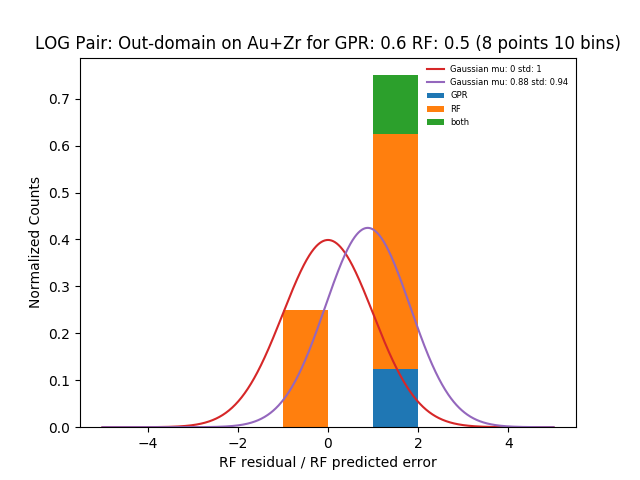 LOG Pair: Out-domain on Au+Zr for GPR: 0.6 RF: 0.5 (8 points 10 bins)
Gaussian mu: 0 std: 1
Gaussian mu: 0.88 std: 0.94
GPR
RF
both
Normalized Counts
0.7
0.6
0.5
0.4
0.3
0.2
0.1
0.0
−4
−2
0
2
4
RF residual / RF predicted error